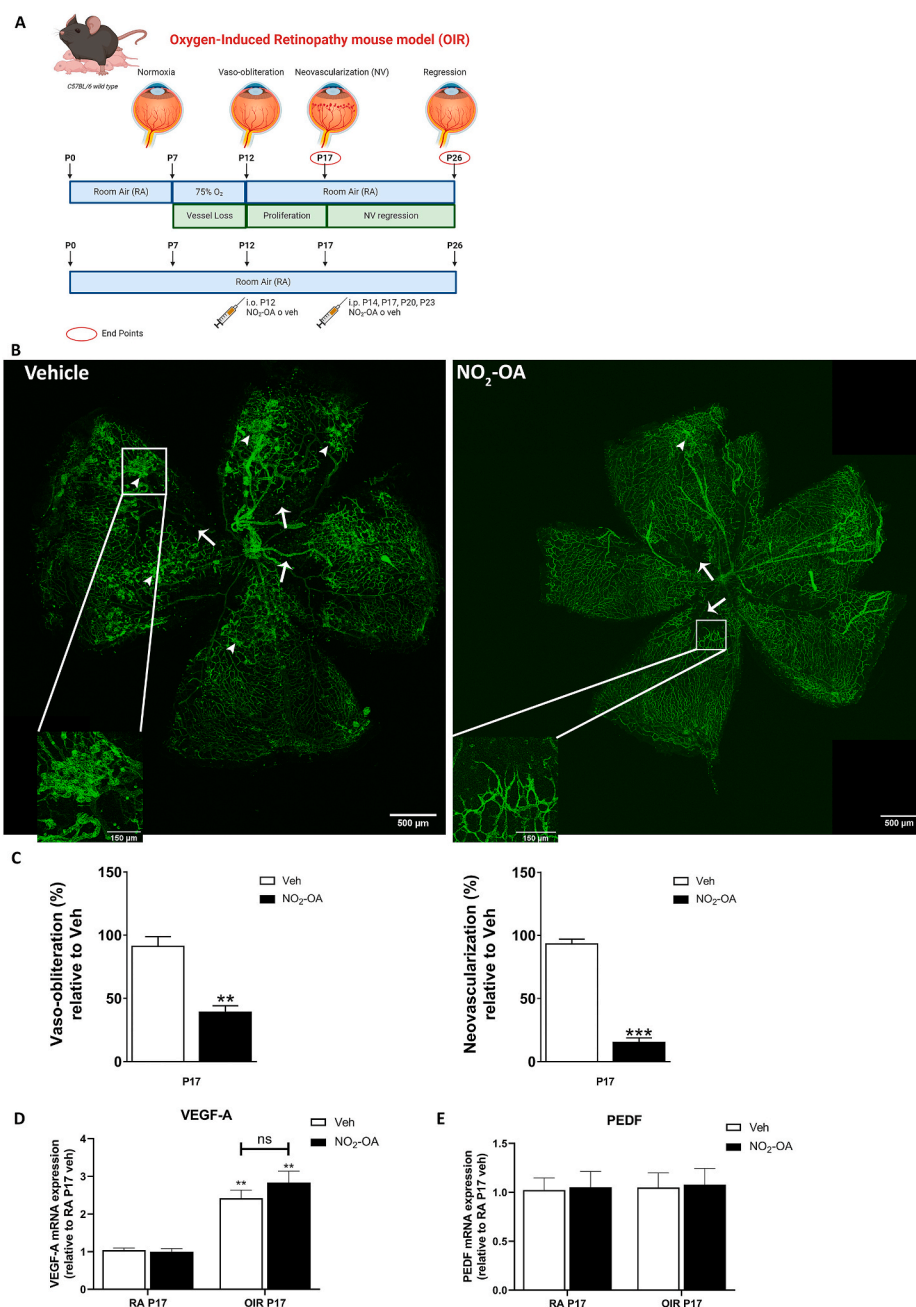 A
Oxygen-Induced Retinopathy mouse model (OIR)
C57BL/6 wild type
Normoxia
Vaso-obliteration
Neovascularization (NV)
Regression
P0
P7
P12
P17
P26
Room Air (RA)
75% O₂
Room Air (RA)
Vessel Loss
Proliferation
NV regression
P0
P7
P12
P17
P26
Room Air (RA)
i.o. P12
NO₂-OA o veh
i.p. P14, P17, P20, P23
NO₂-OA o veh
End Points
B
Vehicle
150 µm
500 µm
NO₂-OA
150 µm
500 µm
C
Vaso-obliteration (%)
relative to Veh
150
100
50
0
**
P17
Veh
NO₂-OA
Neovascularization (%)
relative to Veh
150
100
50
0
***
P17
Veh
NO₂-OA
D
VEGF-A
VEGF-A mRNA expression
(relative to RA P17 veh)
4
3
2
1
0
ns
**
**
RA P17
OIR P17
Veh
NO₂-OA
E
PEDF
PEDF mRNA expression
(relative to RA P17 veh)
1.5
1.0
0.5
0.0
RA P17
OIR P17
Veh
NO₂-OA